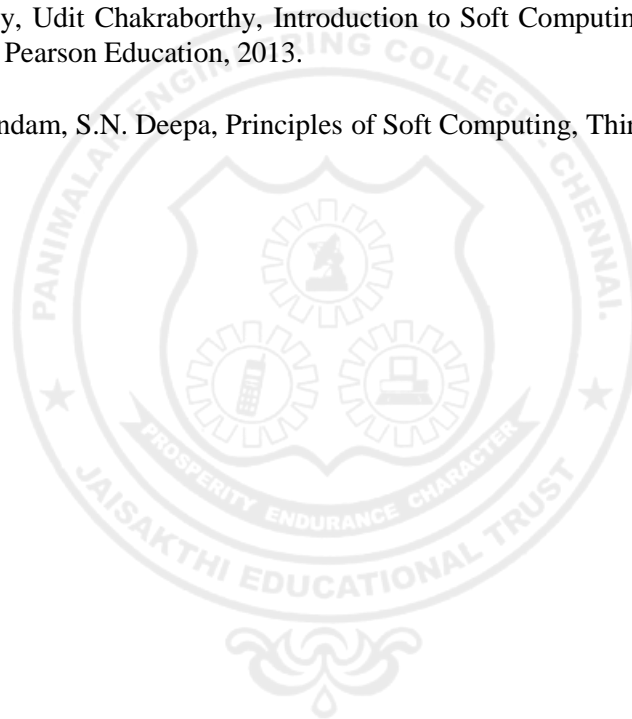 y, Udit Chakraborthy, Introduction to Soft Computin
Pearson Education, 2013.
ndam, S.N. Deepa, Principles of Soft Computing, Thir
PANIMALAR ENGINEERING COLLEGE - CHENNAI.
PROSPERITY ENDURANCE CHARACTER
JAISAKTHI EDUCATIONAL TRUST